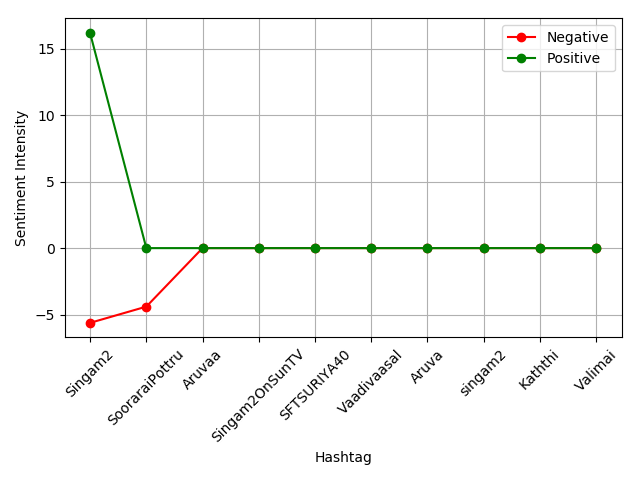 Negative
Positive
Sentiment Intensity
15
10
5
0
−5
Singam2
SooraraiPottru
Aruvaa
Singam2OnSunTV
SFTSURIYA40
Vaadivaasal
Aruva
singam2
Kaththi
Valimai
Hashtag